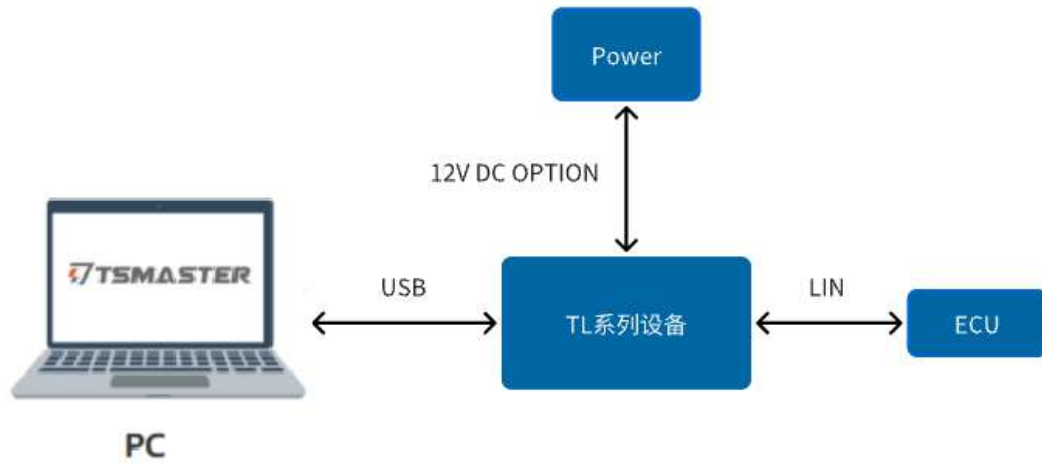 Power
12V DC OPTION
TSMASTER
USB
LIN
TL系列设备
ECU
PC